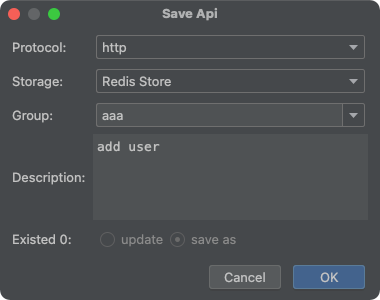 Save Api
Protocol: http
Storage: Redis Store
Group: aaa
Description: add user
Existed 0: update save as
Cancel OK